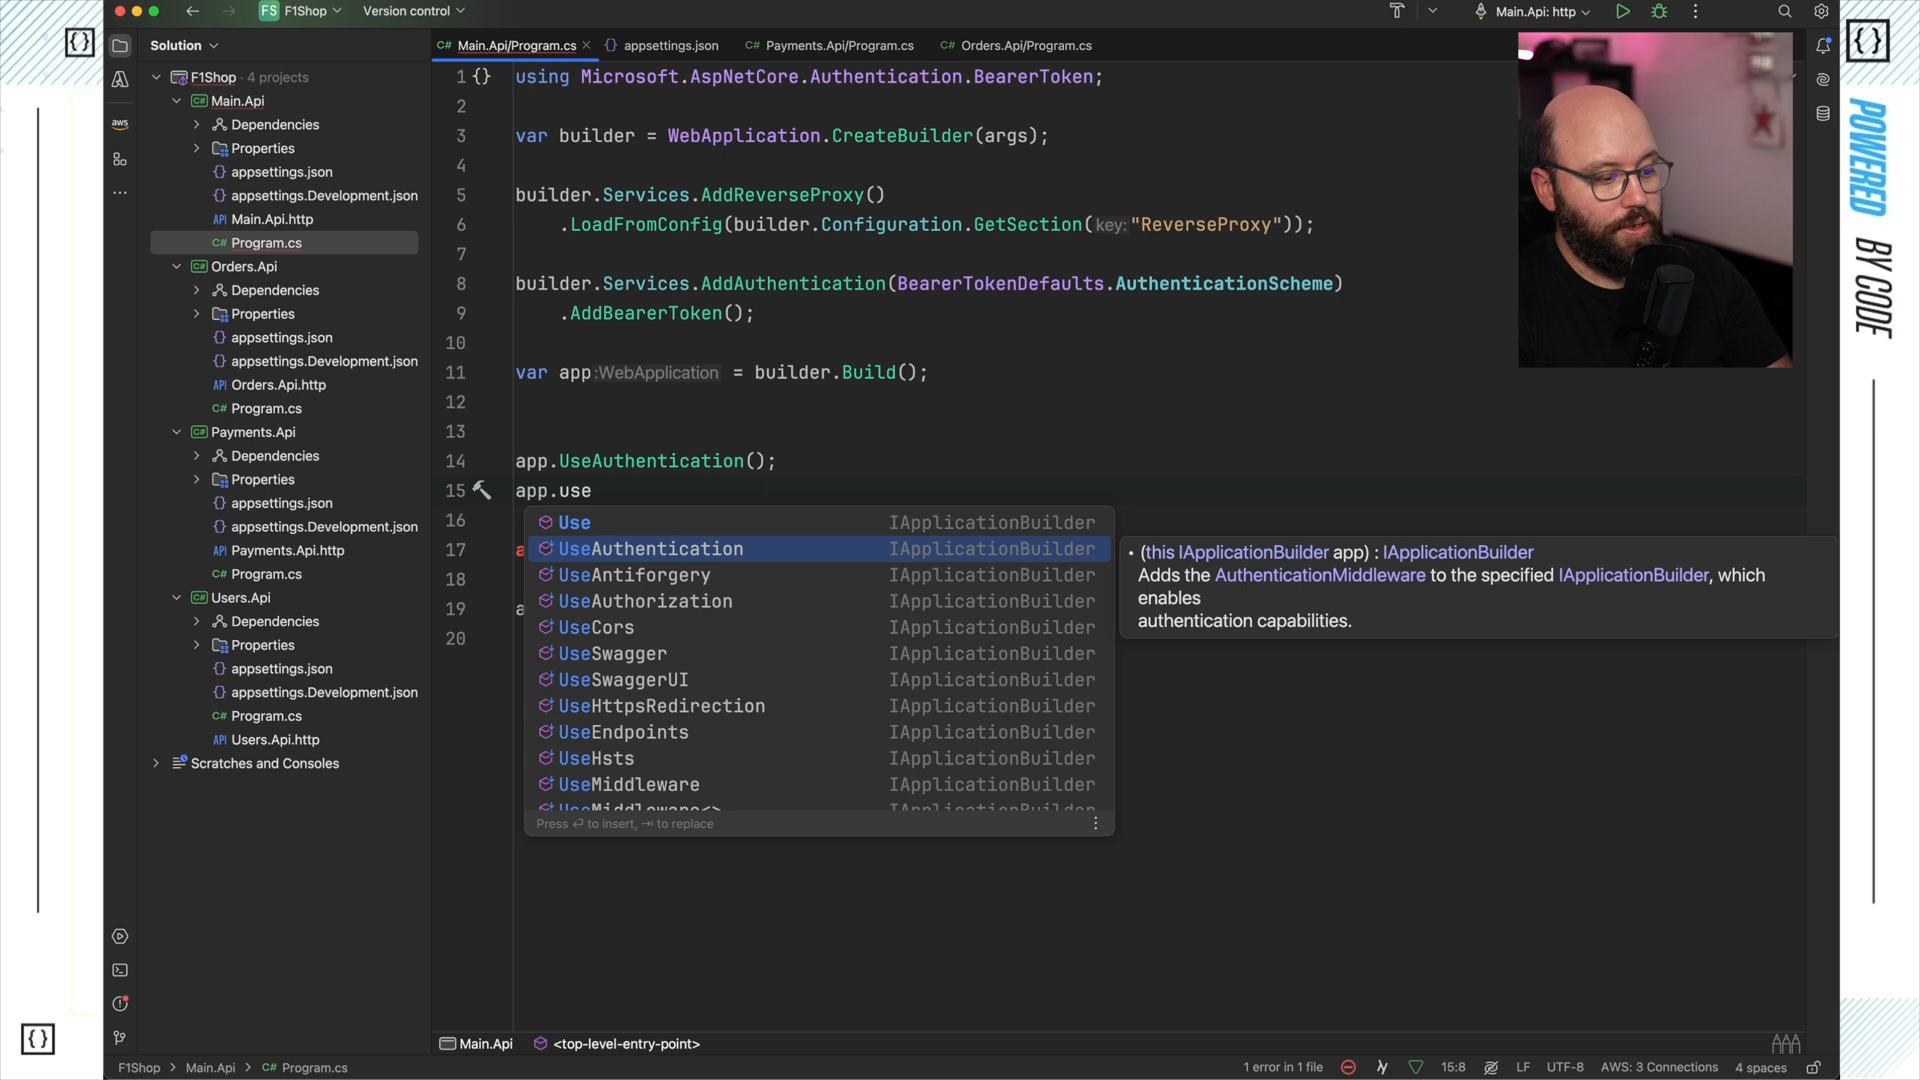 FS F1Shop
Version control
Main.Api: http
Solution
C# Main.Api/Program.cs
{} appsettings.json
C# Payments.Api/Program.cs
C# Orders.Api/Program.cs
F1Shop · 4 projects
C# Main.Api
Dependencies
Properties
{} appsettings.json
{} appsettings.Development.json
API Main.Api.http
C# Program.cs
C# Orders.Api
Dependencies
Properties
{} appsettings.json
{} appsettings.Development.json
API Orders.Api.http
C# Program.cs
C# Payments.Api
Dependencies
Properties
{} appsettings.json
{} appsettings.Development.json
API Payments.Api.http
C# Program.cs
C# Users.Api
Dependencies
Properties
{} appsettings.json
{} appsettings.Development.json
C# Program.cs
API Users.Api.http
Scratches and Consoles
aws
1 {} using Microsoft.AspNetCore.Authentication.BearerToken;
2
3 var builder = WebApplication.CreateBuilder(args);
4
5 builder.Services.AddReverseProxy()
6 .LoadFromConfig(builder.Configuration.GetSection(key:"ReverseProxy"));
7
8 builder.Services.AddAuthentication(BearerTokenDefaults.AuthenticationScheme)
9 .AddBearerToken();
10
11 var app:WebApplication = builder.Build();
12
13
14 app.UseAuthentication();
15 app.use
16
17 a
18
19 a
20
Use IApplicationBuilder
UseAuthentication IApplicationBuilder
UseAntiforgery IApplicationBuilder
UseAuthorization IApplicationBuilder
UseCors IApplicationBuilder
UseSwagger IApplicationBuilder
UseSwaggerUI IApplicationBuilder
UseHttpsRedirection IApplicationBuilder
UseEndpoints IApplicationBuilder
UseHsts IApplicationBuilder
UseMiddleware IApplicationBuilder
UseMiddleware<> IApplicationBuilder
Press ⏎ to insert, ⇥ to replace
• (this IApplicationBuilder app) : IApplicationBuilder
Adds the AuthenticationMiddleware to the specified IApplicationBuilder, which
enables
authentication capabilities.
Main.Api
<top-level-entry-point>
F1Shop > Main.Api > C# Program.cs
1 error in 1 file
15:8
LF
UTF-8
AWS: 3 Connections
4 spaces
{}
{}
{}
POWERED BY CODE